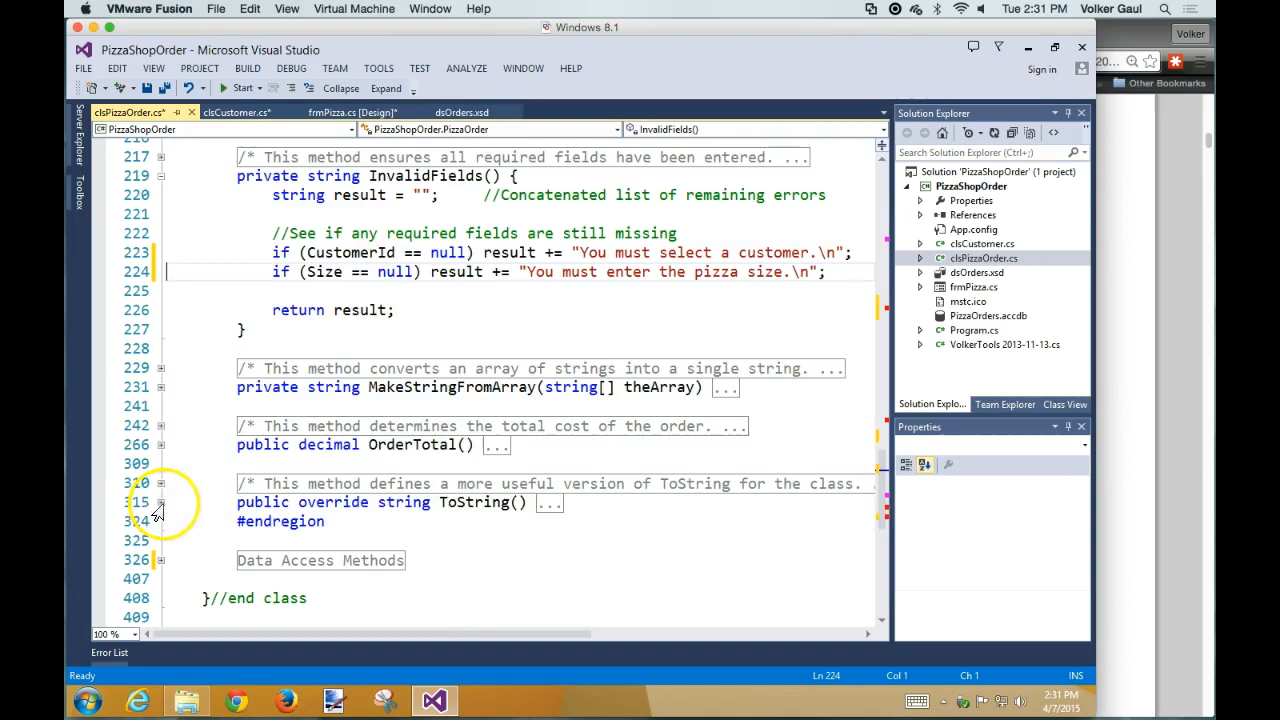 VMware Fusion File Edit View Virtual Machine Window Help Tue 2:31 PM Volker Gaul
Windows 8.1
Volker
PizzaShopOrder - Microsoft Visual Studio
FILE EDIT VIEW PROJECT BUILD DEBUG TEAM TOOLS TEST ANALYZE WINDOW HELP Sign in
Start Collapse Expand
20...
Other Bookmarks
clsPizzaOrder.cs* clsCustomer.cs* frmPizza.cs [Design]* dsOrders.xsd
PizzaShopOrder PizzaShopOrder.PizzaOrder InvalidFields()
Server Explorer
Toolbox
216
217 /* This method ensures all required fields have been entered. ...
219 private string InvalidFields() {
220 string result = ""; //Concatenated list of remaining errors
221
222 //See if any required fields are still missing
223 if (CustomerId == null) result += "You must select a customer.\n";
224 if (Size == null) result += "You must enter the pizza size.\n";
225
226 return result;
227 }
228
229 /* This method converts an array of strings into a single string. ...
231 private string MakeStringFromArray(string[] theArray) ...
241
242 /* This method determines the total cost of the order. ...
266 public decimal OrderTotal() ...
309
310 /* This method defines a more useful version of ToString for the class. .
315 public override string ToString() ...
324 #endregion
325
326 Data Access Methods
407
408 }//end class
409
100 %
Solution Explorer
Search Solution Explorer (Ctrl+;)
Solution 'PizzaShopOrder' (1 project)
PizzaShopOrder
Properties
References
App.config
clsCustomer.cs
clsPizzaOrder.cs
dsOrders.xsd
frmPizza.cs
mstc.ico
PizzaOrders.accdb
Program.cs
VolkerTools 2013-11-13.cs
Solution Explo... Team Explorer Class View
Properties
Error List
Ready Ln 224 Col 1 Ch 1 INS
2:31 PM
4/7/2015